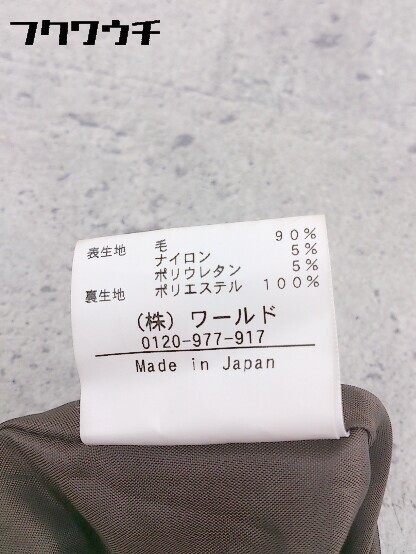 フクウクチ
表生地 毛 90%
ナイロン 5%
ポリウレタン 5%
裏生地 ポリエステル 100%
(株) ワールド
0120-977-917
Made in Japan